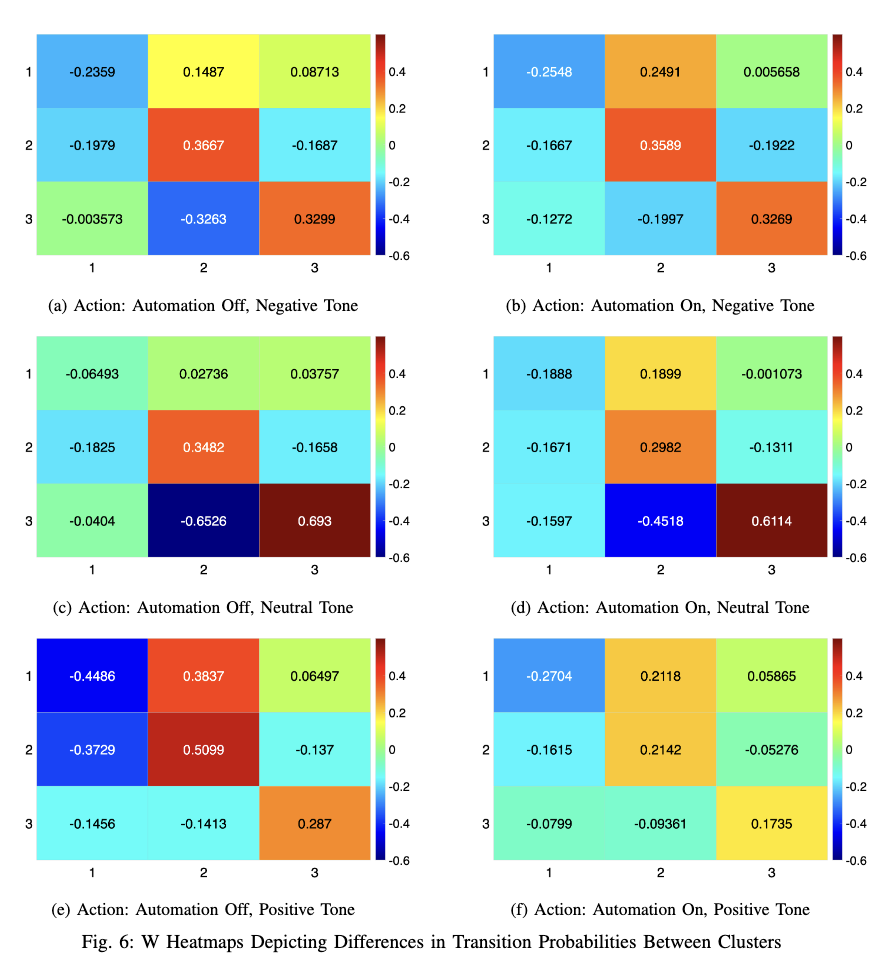 1 -0.2359 0.1487 0.08713 0.4
0.2
2 -0.1979 0.3667 -0.1687 0
-0.2
3 -0.003573 -0.3263 0.3299 -0.4
-0.6
1 2 3
(a) Action: Automation Off, Negative Tone
1 -0.2548 0.2491 0.005658 0.4
0.2
2 -0.1667 0.3589 -0.1922 0
-0.2
3 -0.1272 -0.1997 0.3269 -0.4
-0.6
1 2 3
(b) Action: Automation On, Negative Tone
1 -0.06493 0.02736 0.03757 0.4
0.2
2 -0.1825 0.3482 -0.1658 0
-0.2
3 -0.0404 -0.6526 0.693 -0.4
-0.6
1 2 3
(c) Action: Automation Off, Neutral Tone
1 -0.1888 0.1899 -0.001073 0.4
0.2
2 -0.1671 0.2982 -0.1311 0
-0.2
3 -0.1597 -0.4518 0.6114 -0.4
-0.6
1 2 3
(d) Action: Automation On, Neutral Tone
1 -0.4486 0.3837 0.06497 0.4
0.2
2 -0.3729 0.5099 -0.137 0
-0.2
3 -0.1456 -0.1413 0.287 -0.4
-0.6
1 2 3
(e) Action: Automation Off, Positive Tone
1 -0.2704 0.2118 0.05865 0.4
0.2
2 -0.1615 0.2142 -0.05276 0
-0.2
3 -0.0799 -0.09361 0.1735 -0.4
-0.6
1 2 3
(f) Action: Automation On, Positive Tone
Fig. 6: W Heatmaps Depicting Differences in Transition Probabilities Between Clusters